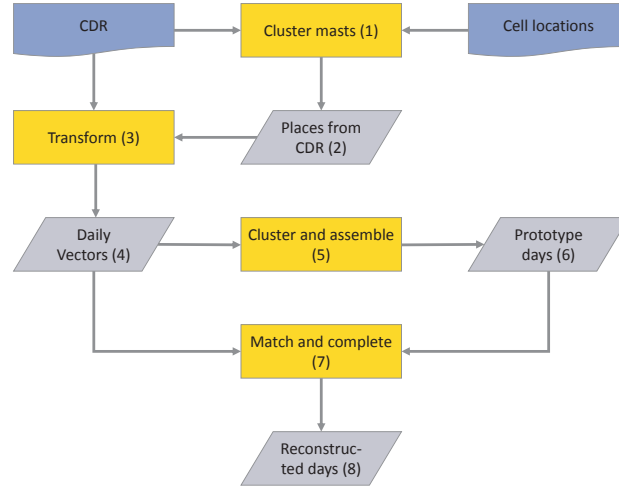 CDR
Cluster masts (1)
Cell locations
Transform (3)
Places from
CDR (2)
Daily
Vectors (4)
Cluster and assemble
(5)
Prototype
days (6)
Match and complete
(7)
Reconstruc-
ted days (8)